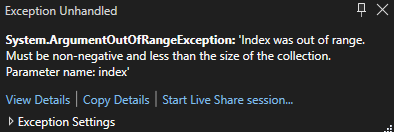 Exception Unhandled
System.ArgumentOutOfRangeException: 'Index was out of range.
Must be non-negative and less than the size of the collection.
Parameter name: index'
View Details | Copy Details | Start Live Share session...
Exception Settings